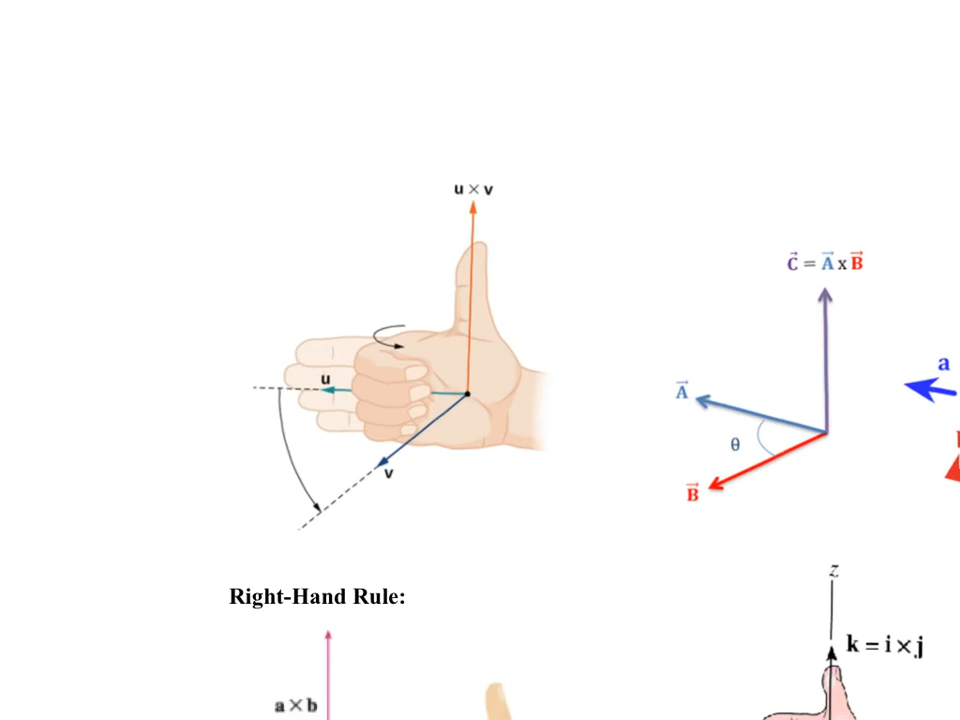 u × v
u
v
C⃗ = A⃗ x B⃗
A⃗
θ
B⃗
a
Right-Hand Rule:
a × b
z
k = i × j